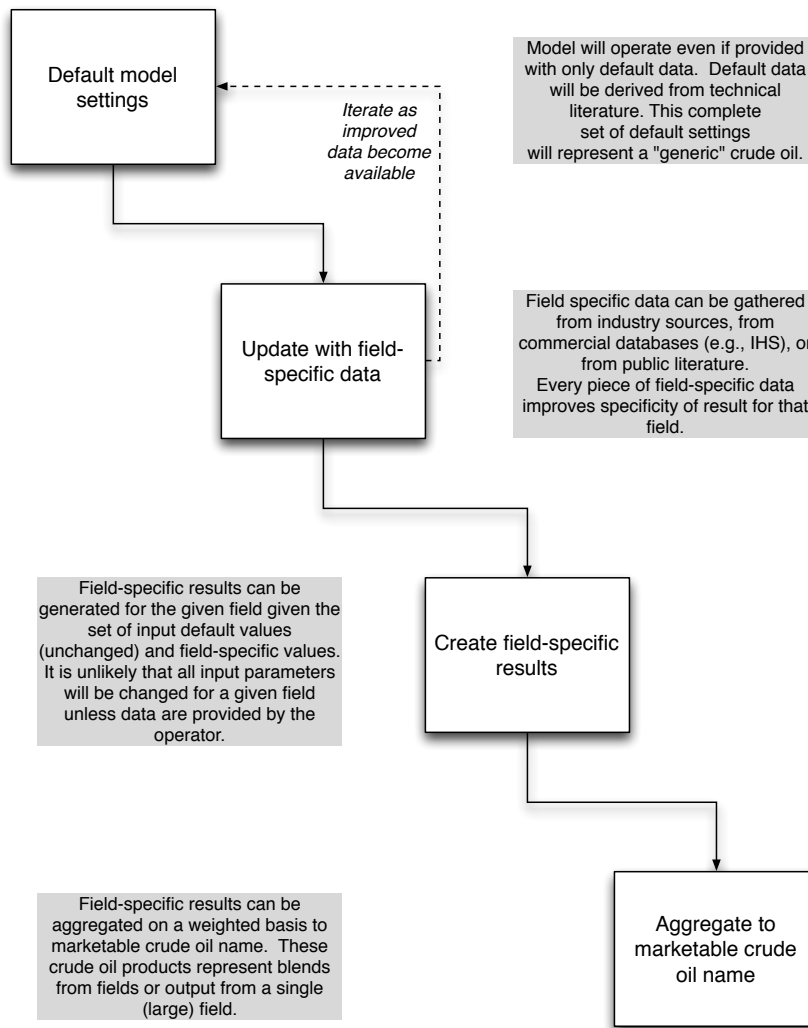 Default model
settings
Iterate as
improved
data become
available
Model will operate even if provided
with only default data.  Default data
will be derived from technical
literature. This complete
set of default settings
will represent a "generic" crude oil.
Update with field-
specific data
Field specific data can be gathered
from industry sources, from
commercial databases (e.g., IHS), or
from public literature.
Every piece of field-specific data
improves specificity of result for that
field.
Field-specific results can be
generated for the given field given the
set of input default values
(unchanged) and field-specific values.
It is unlikely that all input parameters
will be changed for a given field
unless data are provided by the
operator.
Create field-specific
results
Field-specific results can be
aggregated on a weighted basis to
marketable crude oil name.  These
crude oil products represent blends
from fields or output from a single
(large) field.
Aggregate to
marketable crude
oil name